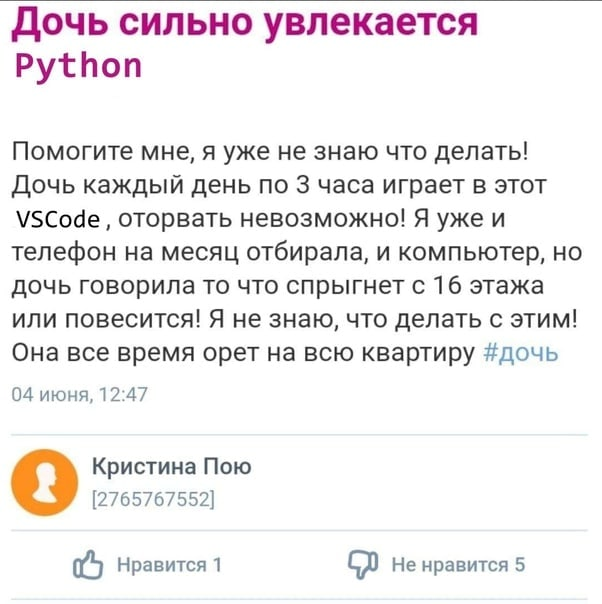 Дочь сильно увлекается
Python
Помогите мне, я уже не знаю что делать!
Дочь каждый день по 3 часа играет в этот
VSCode , оторвать невозможно! Я уже и
телефон на месяц отбирала, и компьютер, но
дочь говорила то что спрыгнет с 16 этажа
или повесится! Я не знаю, что делать с этим!
Она все время орет на всю квартиру #дочь
04 июня, 12:47
Кристина Пою
[2765767552]
Нравится 1
Не нравится 5